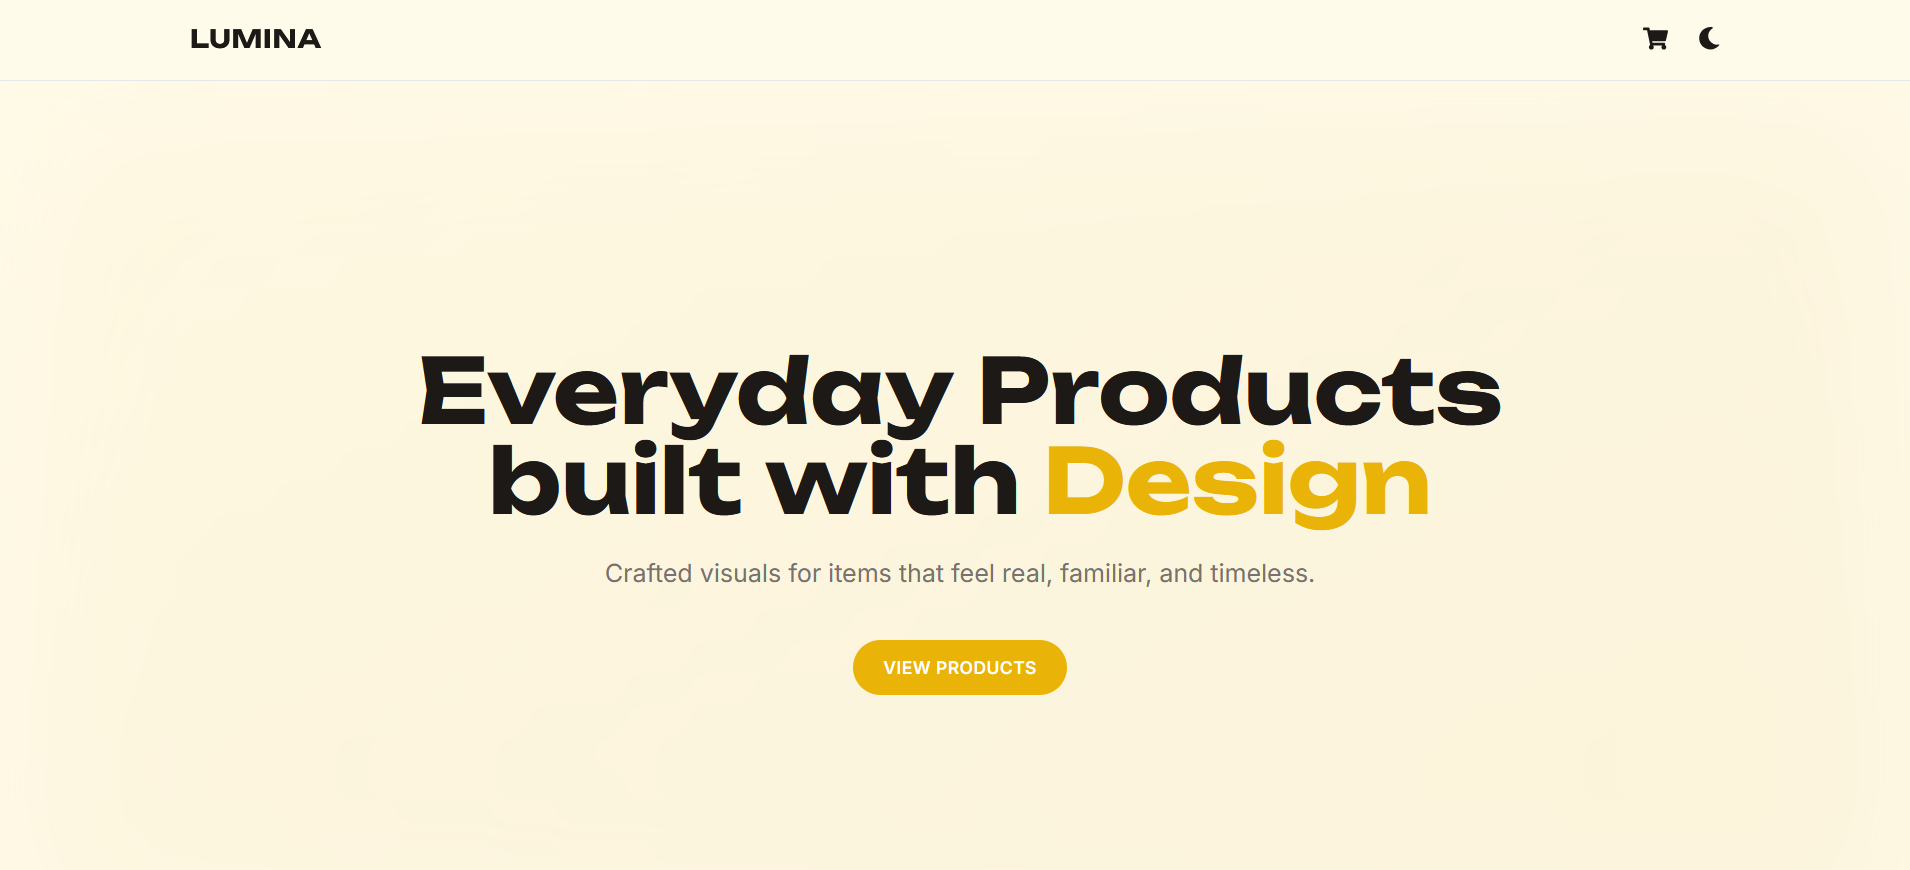 LUMINA
Everyday Products
built with Design
Crafted visuals for items that feel real, familiar, and timeless.
VIEW PRODUCTS